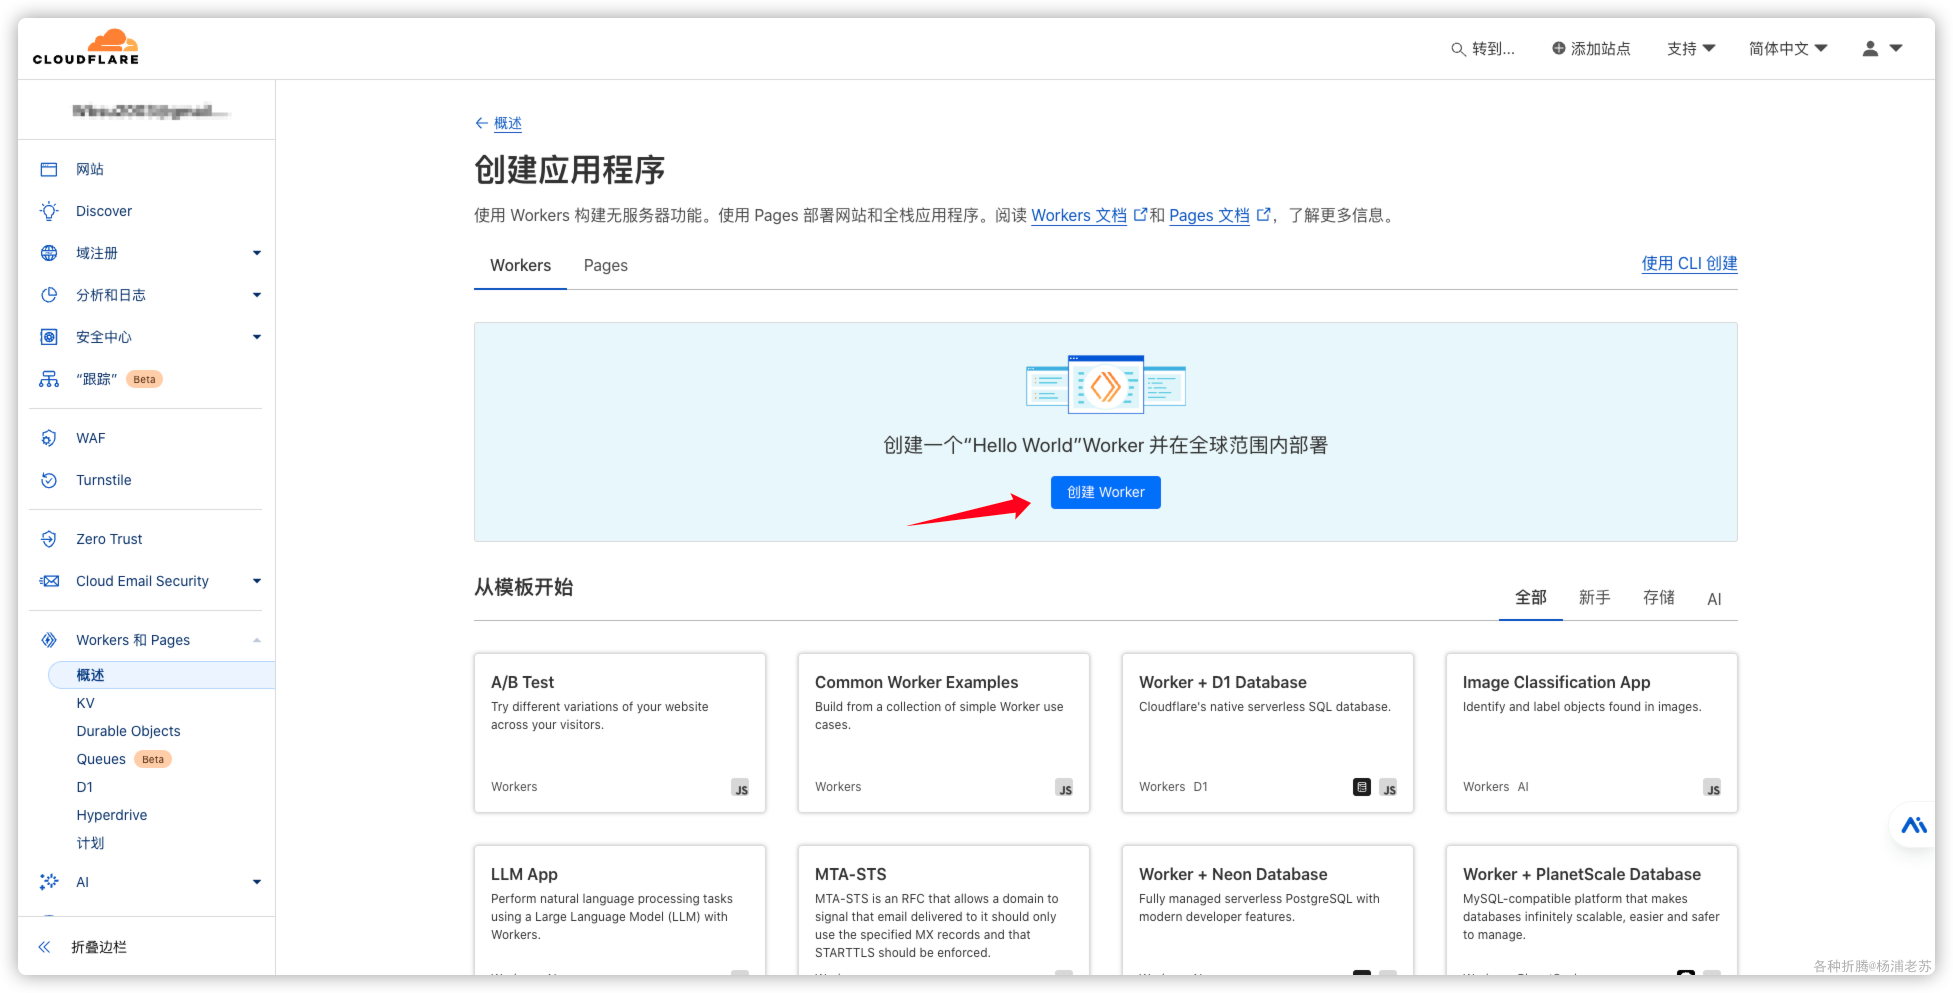 CLOUDFLARE
转到...
添加站点
支持
简体中文
网站
Discover
域注册
分析和日志
安全中心
“跟踪” Beta
WAF
Turnstile
Zero Trust
Cloud Email Security
Workers 和 Pages
概述
KV
Durable Objects
Queues Beta
D1
Hyperdrive
计划
AI
折叠边栏
概述
创建应用程序
使用 Workers 构建无服务器功能。使用 Pages 部署网站和全栈应用程序。阅读 Workers 文档 和 Pages 文档 ，了解更多信息。
Workers Pages
使用 CLI 创建
创建一个“Hello World”Worker 并在全球范围内部署
创建 Worker
从模板开始
全部 新手 存储 AI
A/B Test
Try different variations of your website
across your visitors.
Workers
JS
Common Worker Examples
Build from a collection of simple Worker use
cases.
Workers
JS
Worker + D1 Database
Cloudflare's native serverless SQL database.
Workers D1
JS
Image Classification App
Identify and label objects found in images.
Workers AI
JS
LLM App
Perform natural language processing tasks
using a Large Language Model (LLM) with
Workers.
MTA-STS
MTA-STS is an RFC that allows a domain to
signal that email delivered to it should only
use the specified MX records and that
STARTTLS should be enforced.
Worker + Neon Database
Fully managed serverless PostgreSQL with
modern developer features.
Worker + PlanetScale Database
MySQL-compatible platform that makes
databases infinitely scalable, easier and safer
to manage.
各种折腾@杨浦老苏